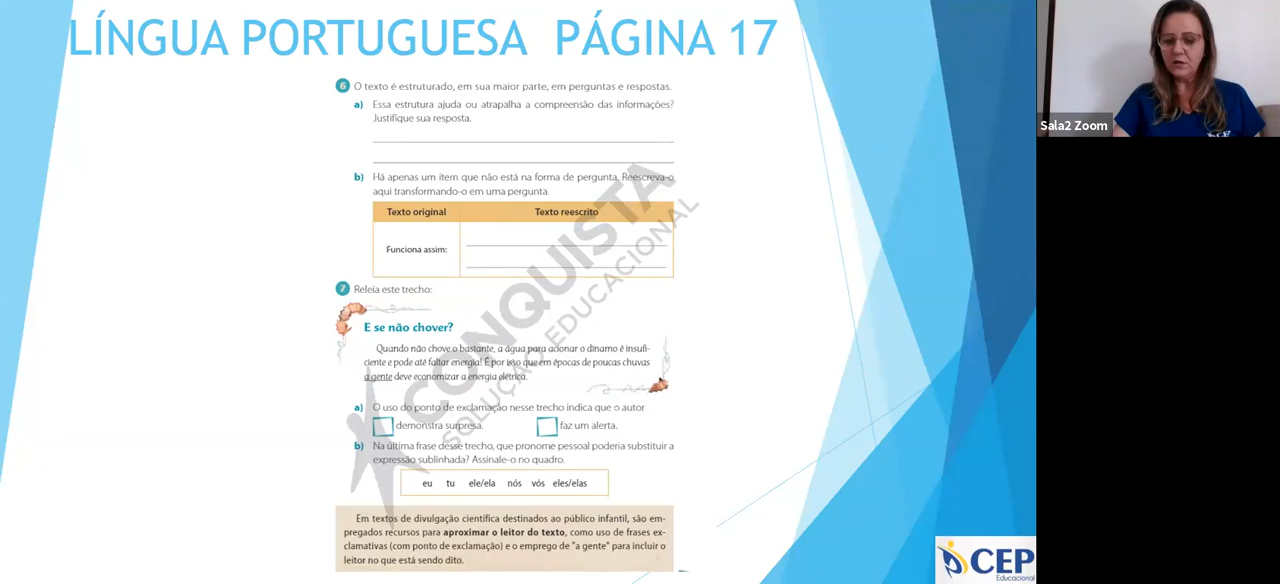 LÍNGUA PORTUGUESA PÁGINA 17
Sala2 Zoom
6 O texto é estruturado, em sua maior parte, em perguntas e respostas.
a) Essa estrutura ajuda ou atrapalha a compreensão das informações?
Justifique sua resposta.
b) Há apenas um item que não está na forma de pergunta. Reescreva-o
aqui transformando-o em uma pergunta.
Texto original Texto reescrito
Funciona assim:
7 Releia este trecho:
E se não chover?
Quando não chove o bastante, a água para acionar o dínamo é insufi-
ciente e pode até faltar energia! É por isso que em épocas de poucas chuvas
a gente deve economizar a energia elétrica.
a) O uso do ponto de exclamação nesse trecho indica que o autor
demonstra surpresa. faz um alerta.
b) Na última frase desse trecho, que pronome pessoal poderia substituir a
expressão sublinhada? Assinale-o no quadro.
eu tu ele/ela nós vós eles/elas
Em textos de divulgação científica destinados ao público infantil, são em-
pregados recursos para aproximar o leitor do texto, como uso de frases ex-
clamativas (com ponto de exclamação) e o emprego de "a gente" para incluir o
leitor no que está sendo dito.
CONQUISTA
SOLUÇÃO EDUCACIONAL
CEP
Educacional